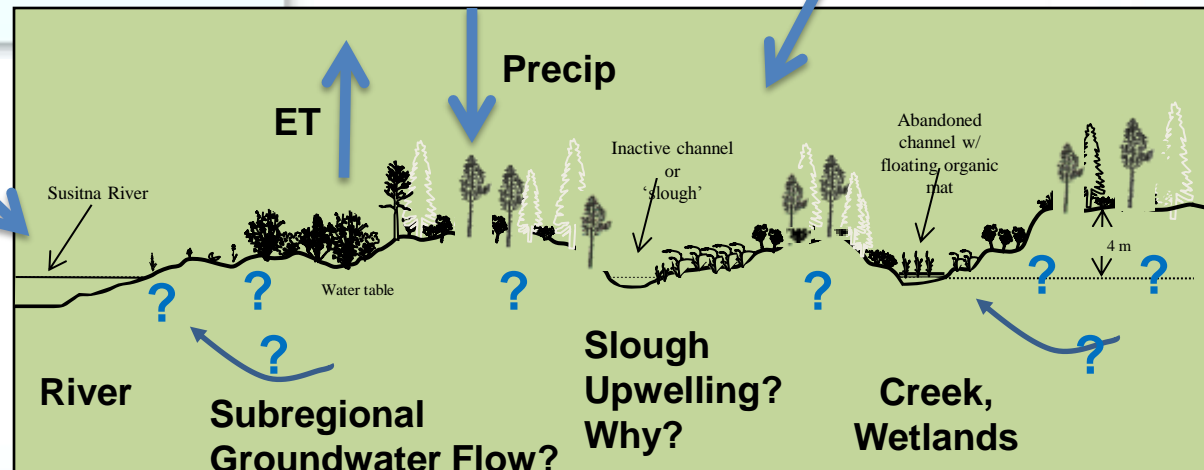 Precip
ET
Abandoned
channel w/
floating organic
mat
Inactive channel
or
‘slough’
Susitna River
4 m
? ? ? ? ? ?
Water table
? ?
River
Subregional
Groundwater Flow?
Slough
Upwelling?
Why?
Creek,
Wetlands